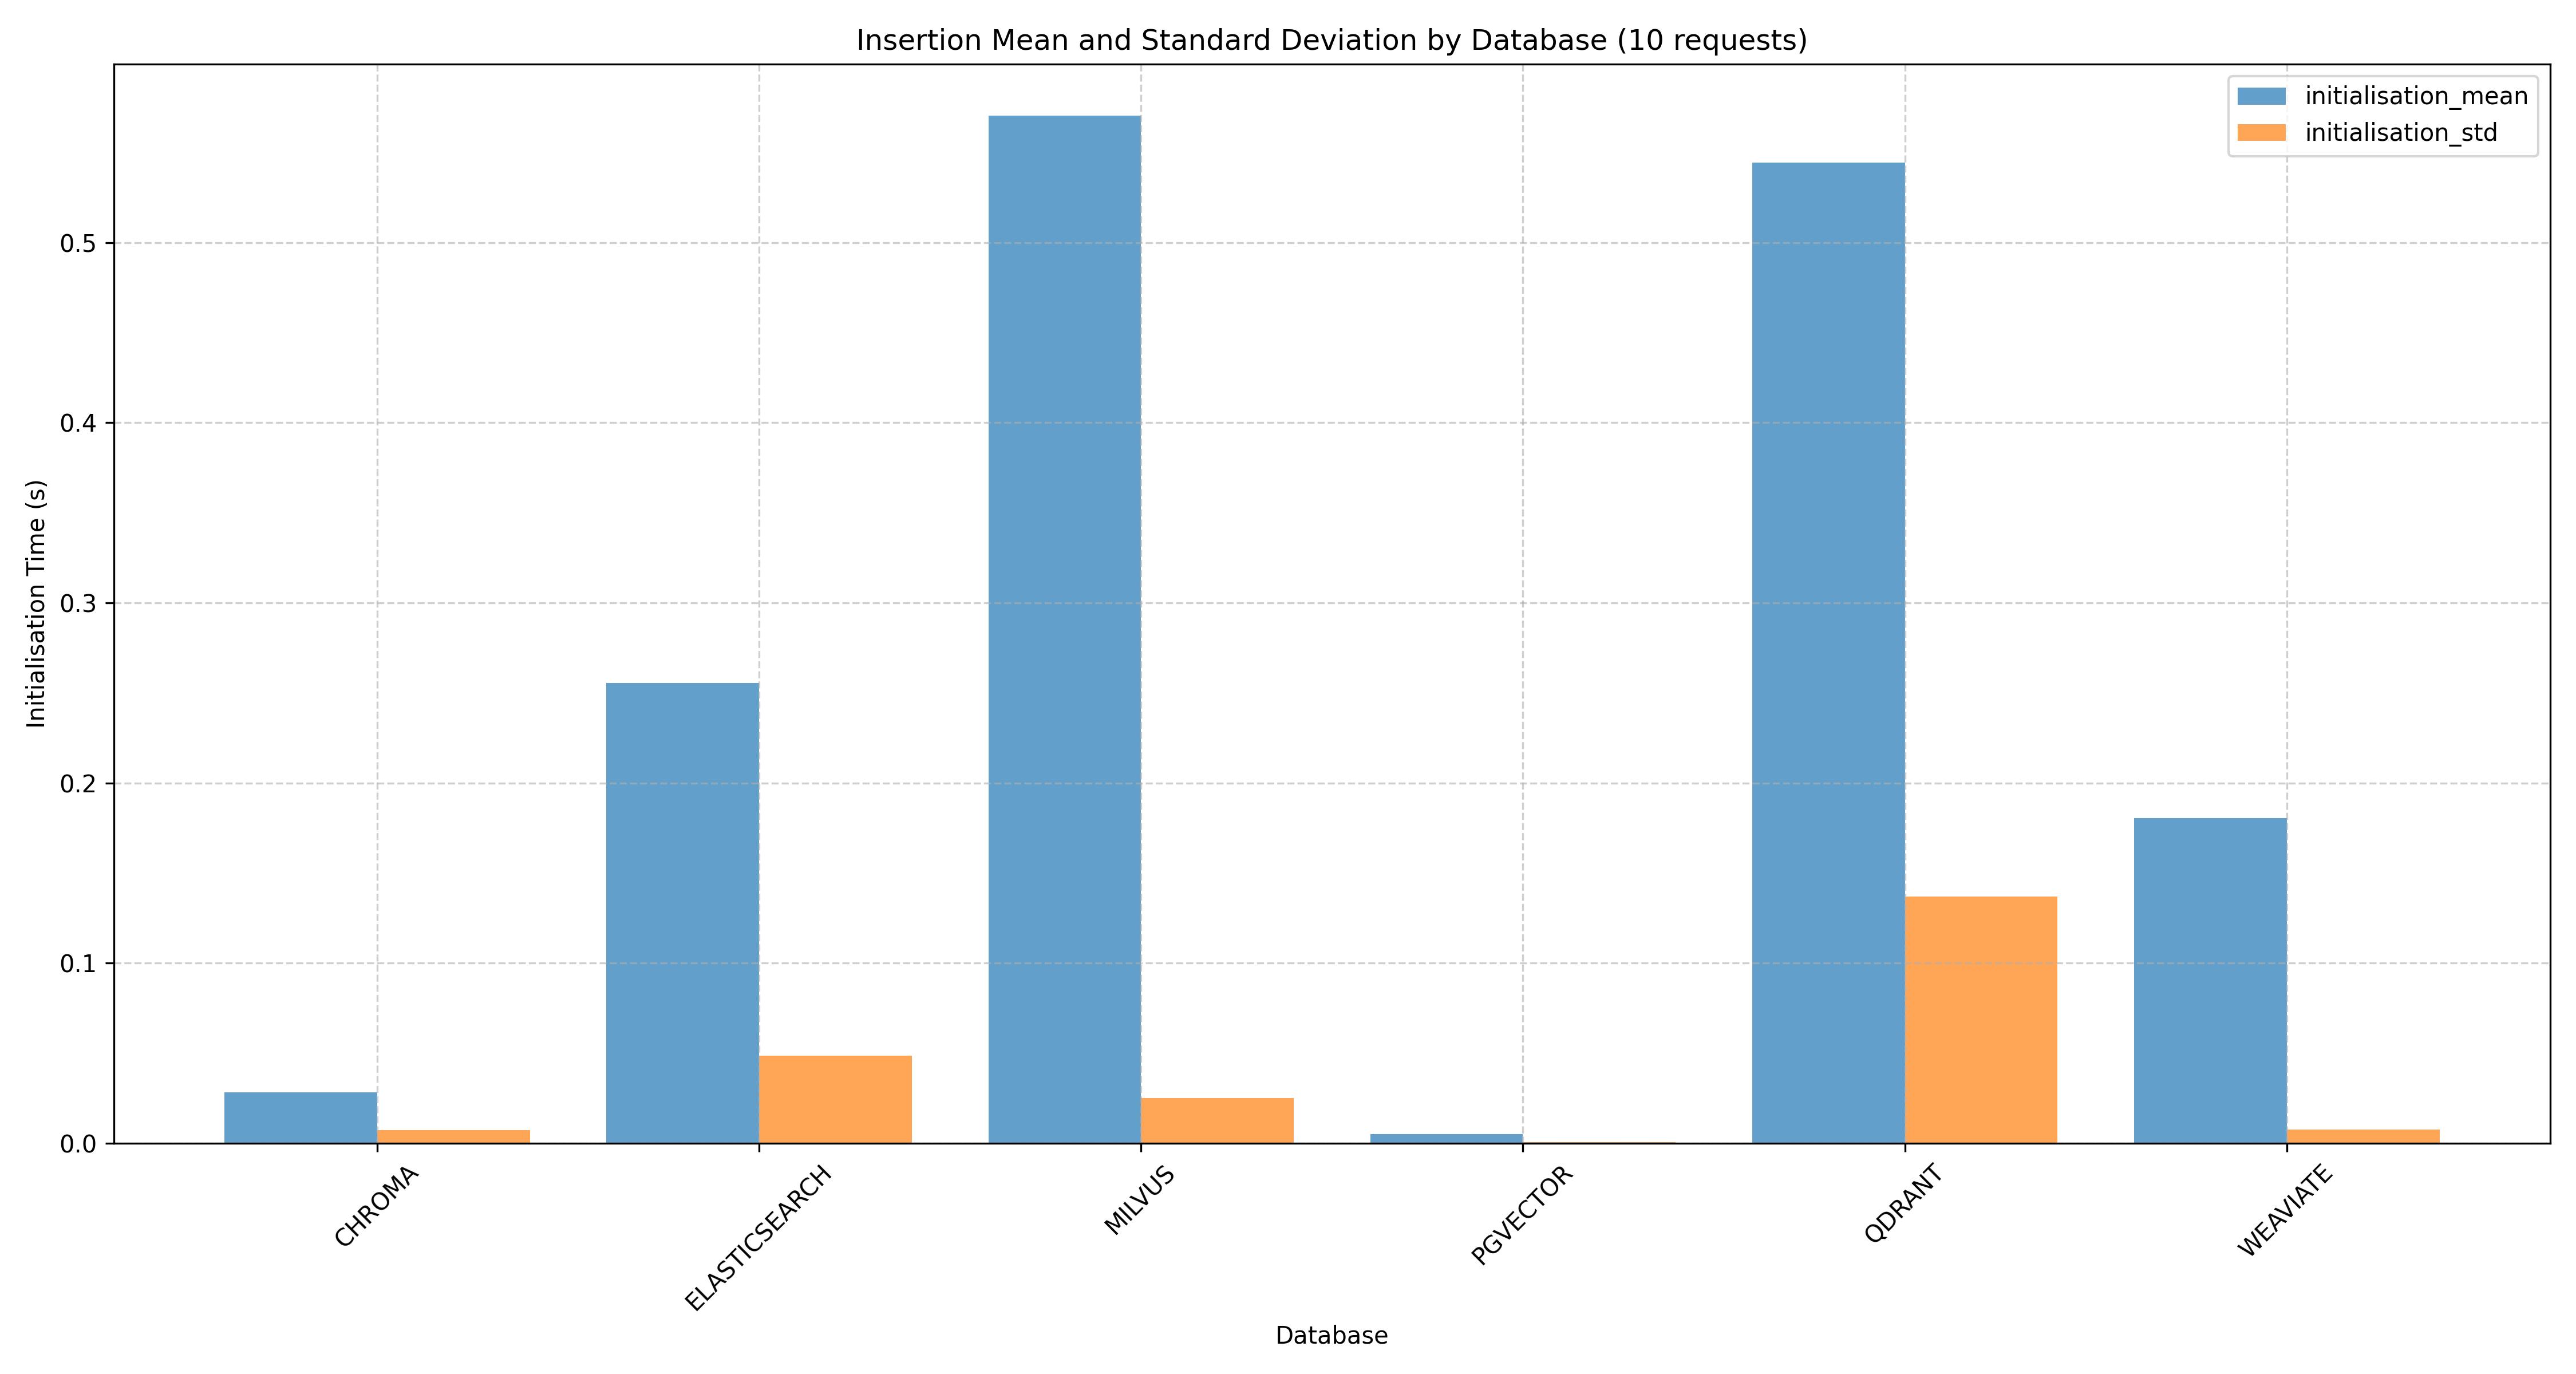 Insertion Mean and Standard Deviation by Database (10 requests)
initialisation_mean
initialisation_std
Initialisation Time (s)
0.5
0.4
0.3
0.2
0.1
0.0
CHROMA
ELASTICSEARCH
MILVUS
PGVECTOR
QDRANT
WEAVIATE
Database